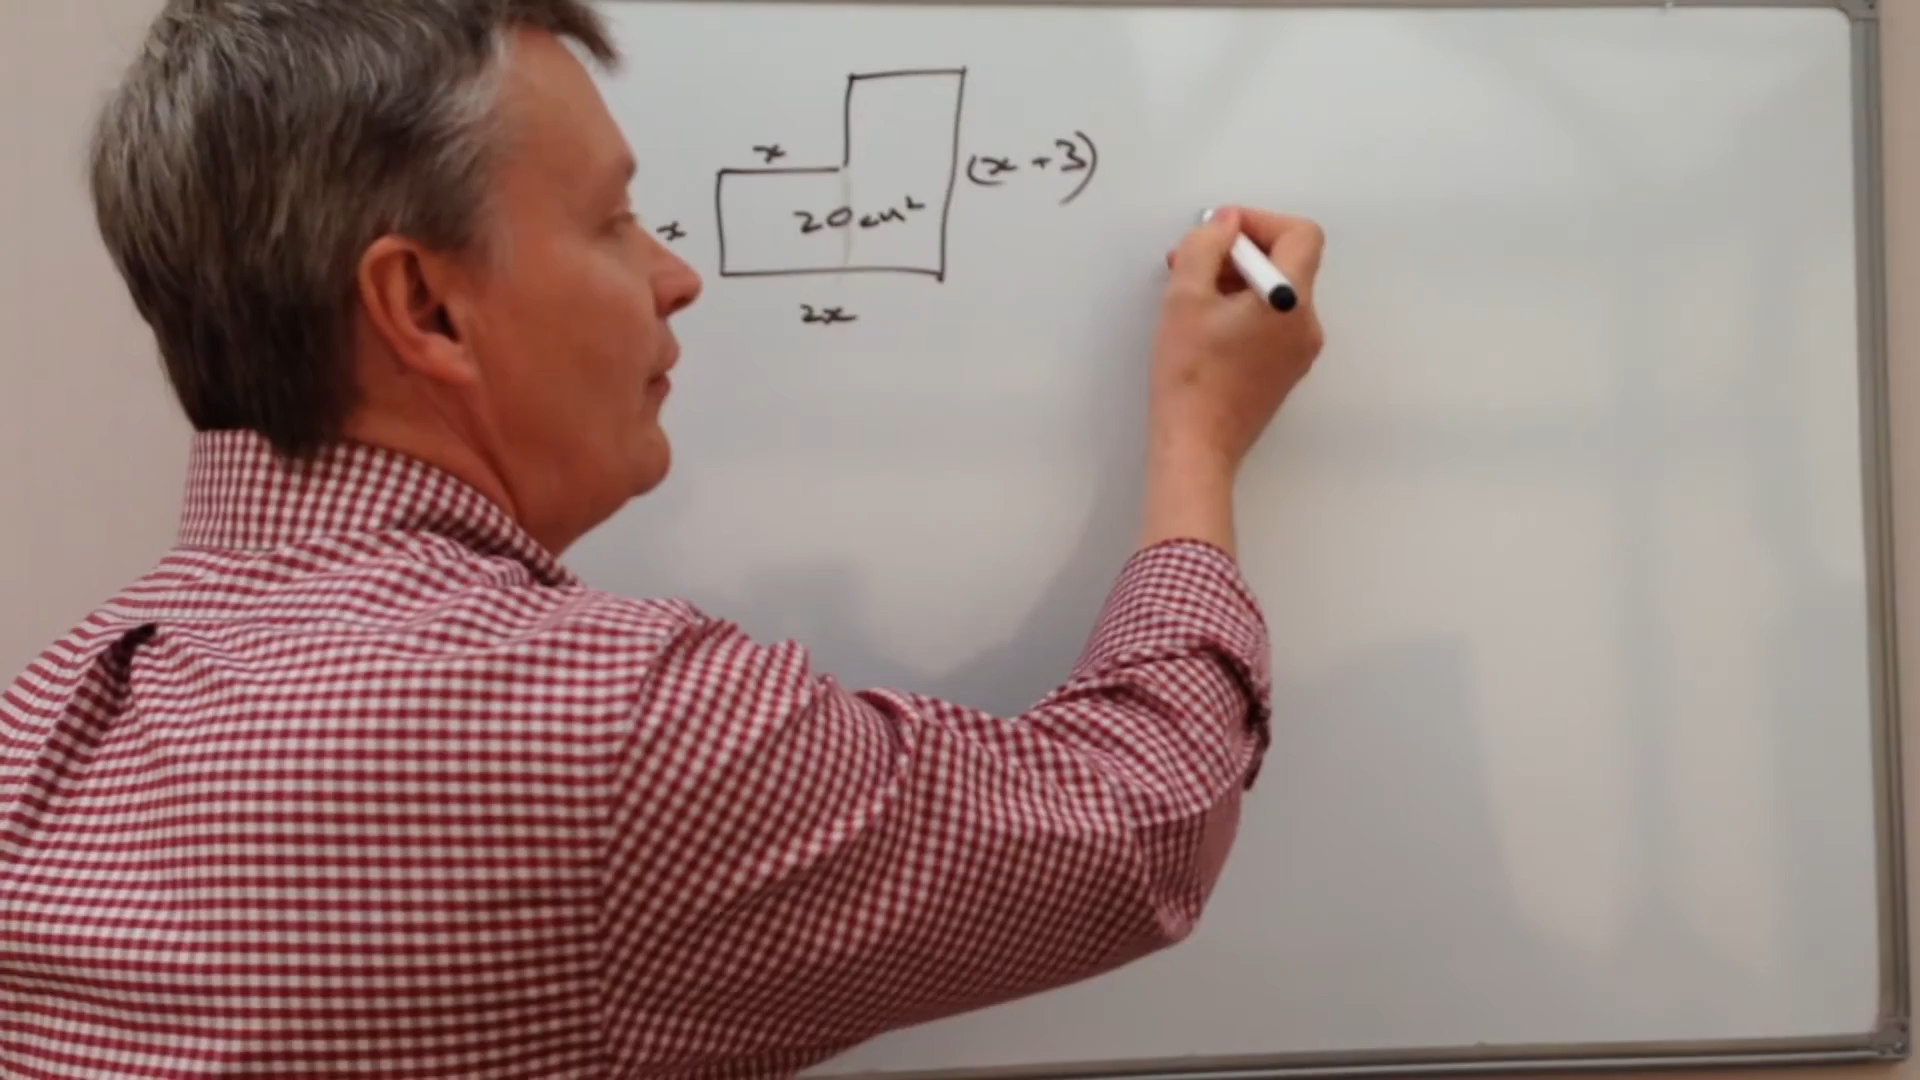 x
(x + 3)
20cm²
x
2x